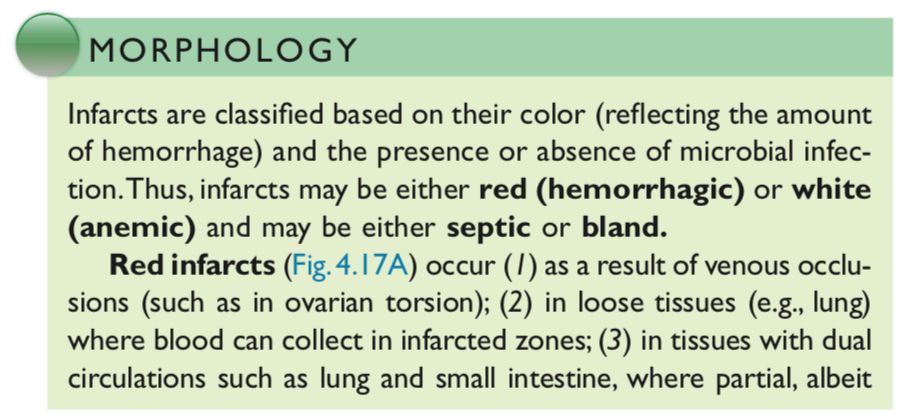 MORPHOLOGY
Infarcts are classified based on their color (reflecting the amount
of hemorrhage) and the presence or absence of microbial infec-
tion. Thus, infarcts may be either red (hemorrhagic) or white
(anemic) and may be either septic or bland.
Red infarcts (Fig. 4.17A) occur (1) as a result of venous occlu-
sions (such as in ovarian torsion); (2) in loose tissues (e.g., lung)
where blood can collect in infarcted zones; (3) in tissues with dual
circulations such as lung and small intestine, where partial, albeit